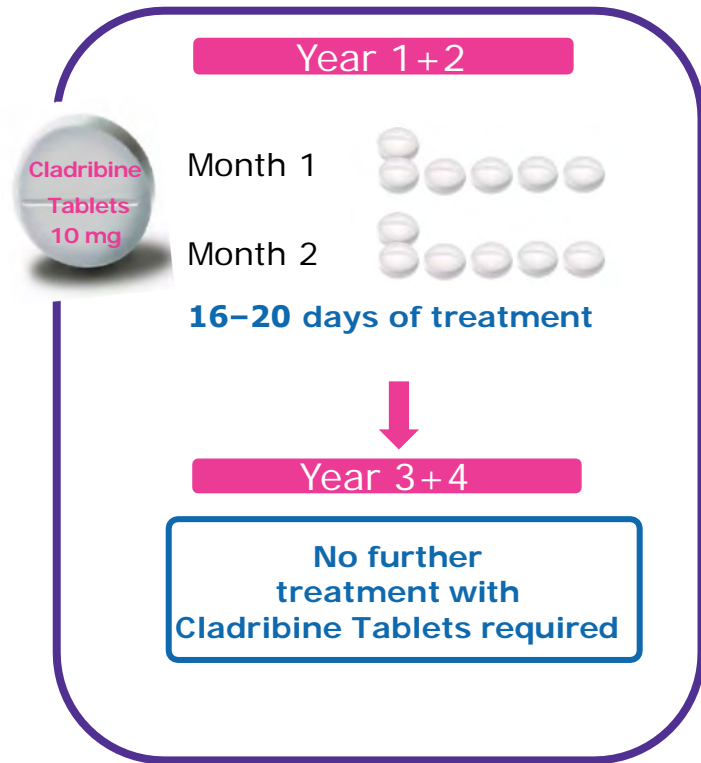 Year 1+2
Cladribine
Tablets
10 mg
Month 1
Month 2
16–20 days of treatment
Year 3+4
No further
treatment with
Cladribine Tablets required